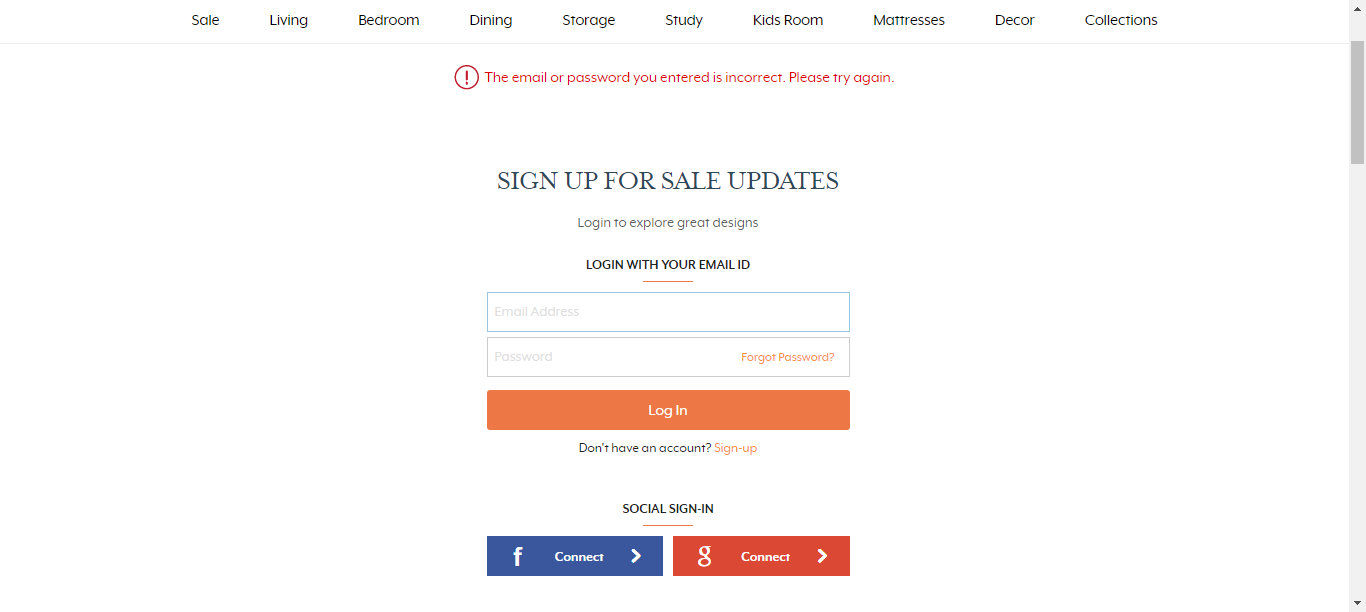 Sale Living Bedroom Dining Storage Study Kids Room Mattresses Decor Collections
The email or password you entered is incorrect. Please try again.
SIGN UP FOR SALE UPDATES
Login to explore great designs
LOGIN WITH YOUR EMAIL ID
Email Address
Password Forgot Password?
Log In
Don't have an account? Sign-up
SOCIAL SIGN-IN
f Connect g Connect